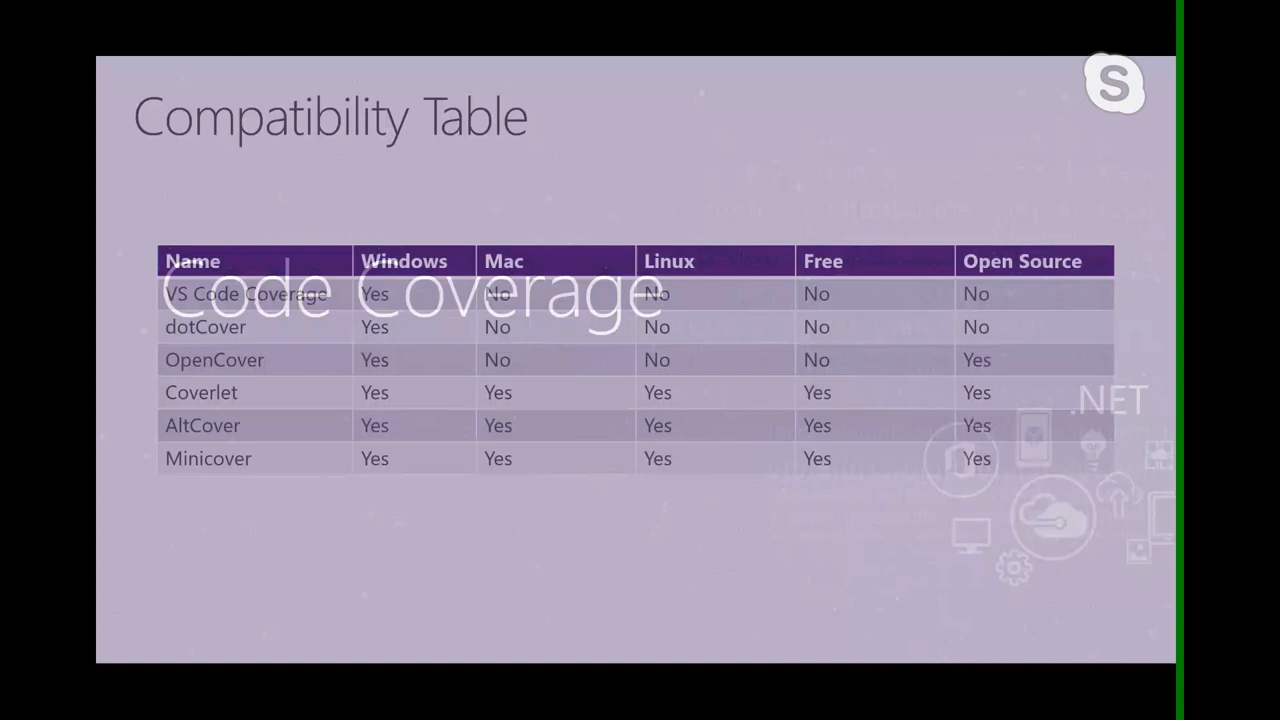 S
Compatibility Table
Name Windows Mac Linux Free Open Source
Code Coverage
VS Code Coverage Yes No No No No
dotCover Yes No No No No
OpenCover Yes No No No Yes
Coverlet Yes Yes Yes Yes Yes
.NET
AltCover Yes Yes Yes Yes Yes
Minicover Yes Yes Yes Yes Yes